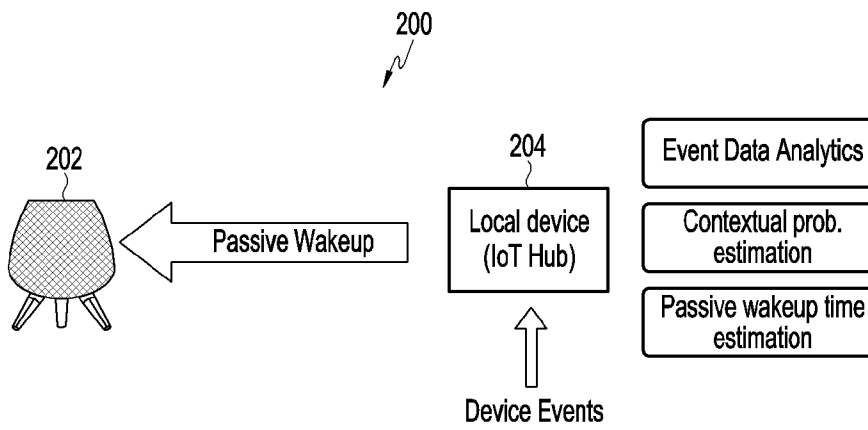 200
202
Passive Wakeup
204
Local device
(IoT Hub)
Device Events
Event Data Analytics
Contextual prob.
estimation
Passive wakeup time
estimation